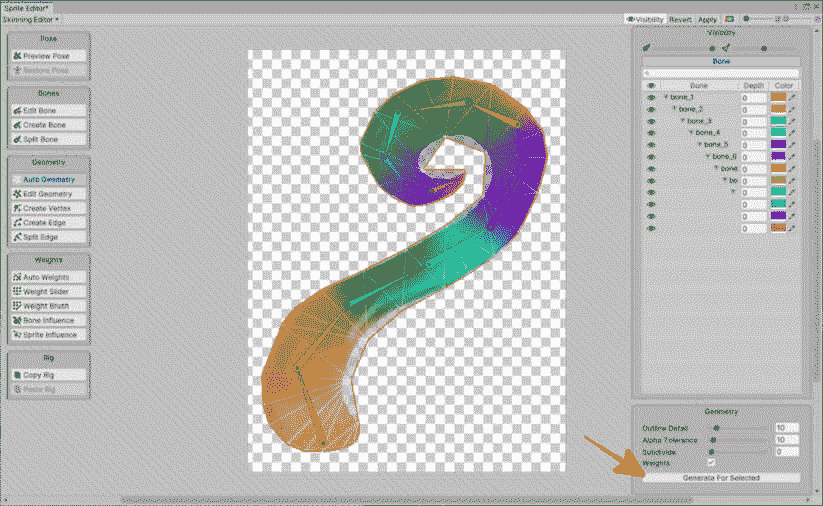 Sprite Editor*
Skinning Editor
Visibility Revert Apply
Pose
Preview Pose
Restore Pose
Bones
Edit Bone
Create Bone
Split Bone
Geometry
Auto Geometry
Edit Geometry
Create Vertex
Create Edge
Split Edge
Weights
Auto Weights
Weight Slider
Weight Brush
Bone Influence
Sprite Influence
Rig
Copy Rig
Paste Rig
Visibility
Bone
Bone Depth Color
bone_1 0
bone_2 0
bone_3 0
bone_4 0
bone_5 0
bone_6 0
bone 0
bo 0
0
0
0
0
Geometry
Outline Detail 10
Alpha Tolerance 10
Subdivide 0
Weights
Generate For Selected